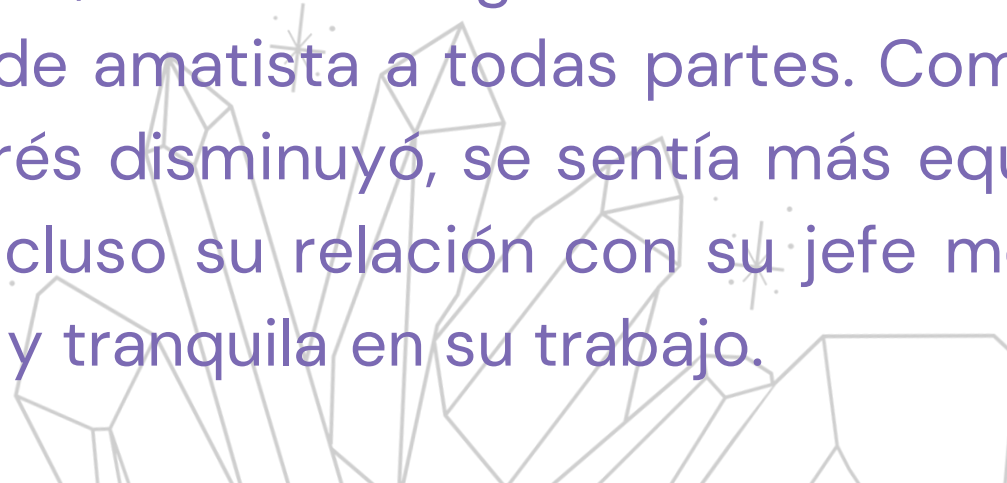 de amatista a todas partes. Com
rés disminuyó, se sentía más equ
cluso su relación con su jefe m
y tranquila en su trabajo.